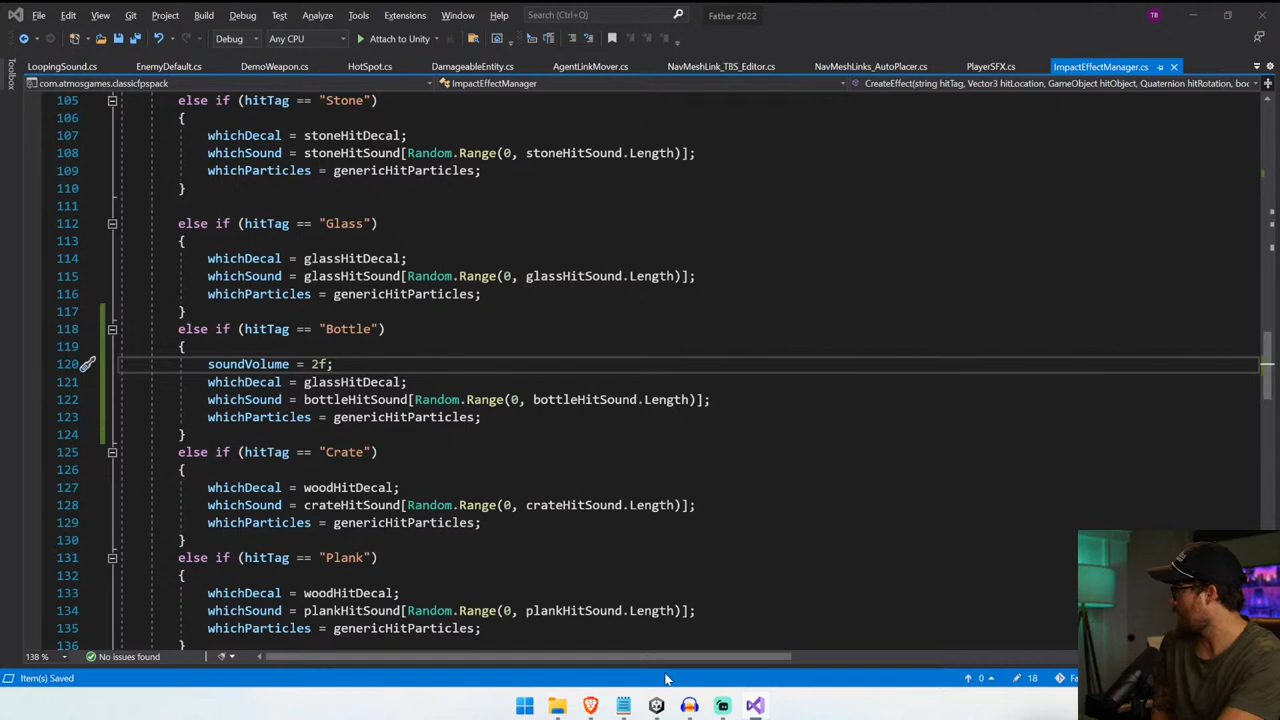 File Edit View Git Project Build Debug Test Analyze Tools Extensions Window Help Search (Ctrl+Q) Father 2022 TB
Debug Any CPU Attach to Unity
LoopingSound.cs EnemyDefault.cs DemoWeapon.cs HotSpot.cs DamageableEntity.cs AgentLinkMover.cs NavMeshLink_TBS_Editor.cs NavMeshLinks_AutoPlacer.cs PlayerSFX.cs ImpactEffectManager.cs
Toolbox
com.atmosgames.classicfpspack ImpactEffectManager CreateEffect(string hitTag, Vector3 hitLocation, GameObject hitObject, Quaternion hitRotation, boc
105 else if (hitTag == "Stone")
106 {
107 whichDecal = stoneHitDecal;
108 whichSound = stoneHitSound[Random.Range(0, stoneHitSound.Length)];
109 whichParticles = genericHitParticles;
110 }
111
112 else if (hitTag == "Glass")
113 {
114 whichDecal = glassHitDecal;
115 whichSound = glassHitSound[Random.Range(0, glassHitSound.Length)];
116 whichParticles = genericHitParticles;
117 }
118 else if (hitTag == "Bottle")
119 {
120 soundVolume = 2f;
121 whichDecal = glassHitDecal;
122 whichSound = bottleHitSound[Random.Range(0, bottleHitSound.Length)];
123 whichParticles = genericHitParticles;
124 }
125 else if (hitTag == "Crate")
126 {
127 whichDecal = woodHitDecal;
128 whichSound = crateHitSound[Random.Range(0, crateHitSound.Length)];
129 whichParticles = genericHitParticles;
130 }
131 else if (hitTag == "Plank")
132 {
133 whichDecal = woodHitDecal;
134 whichSound = plankHitSound[Random.Range(0, plankHitSound.Length)];
135 whichParticles = genericHitParticles;
136 }
138 % No issues found
Item(s) Saved 0 18 Fa